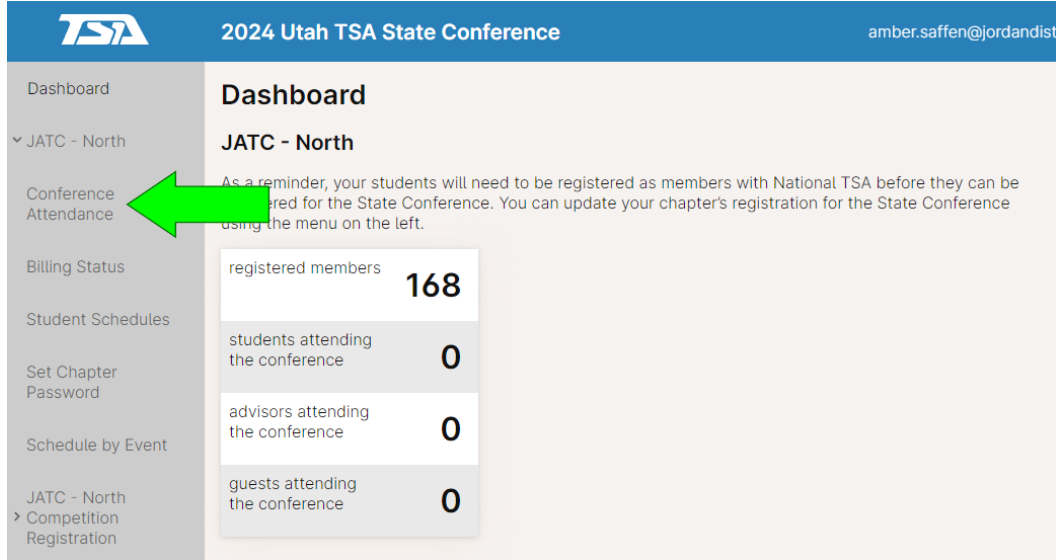 TSA
2024 Utah TSA State Conference
amber.saffen@jordandist
Dashboard
JATC - North
Conference
Attendance
Billing Status
Student Schedules
Set Chapter
Password
Schedule by Event
JATC - North
Competition
Registration
Dashboard
JATC - North
As a reminder, your students will need to be registered as members with National TSA before they can be
for the State Conference. You can update your chapter's registration for the State Conference
using the menu on the left.
registered members
168
students attending
the conference
0
advisors attending
the conference
0
guests attending
the conference
0